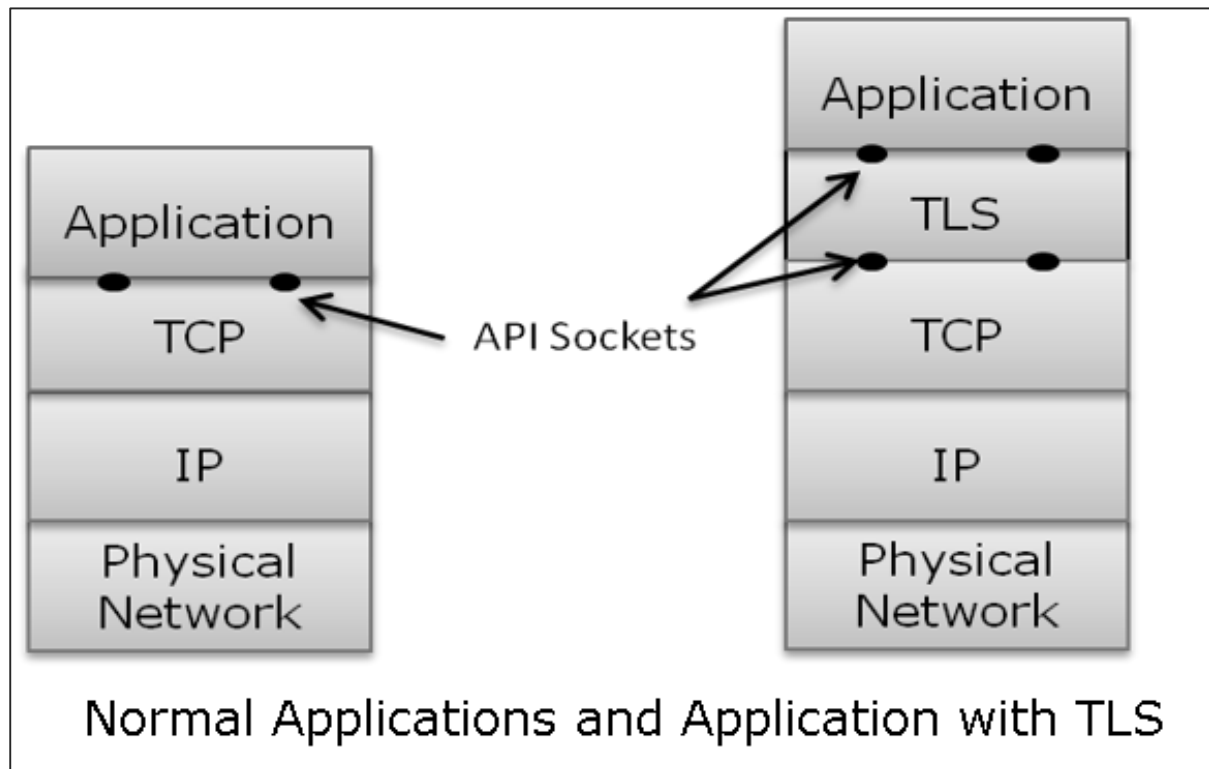 Application
TCP
IP
Physical
Network
API Sockets
Application
TLS
TCP
IP
Physical
Network
Normal Applications and Application with TLS